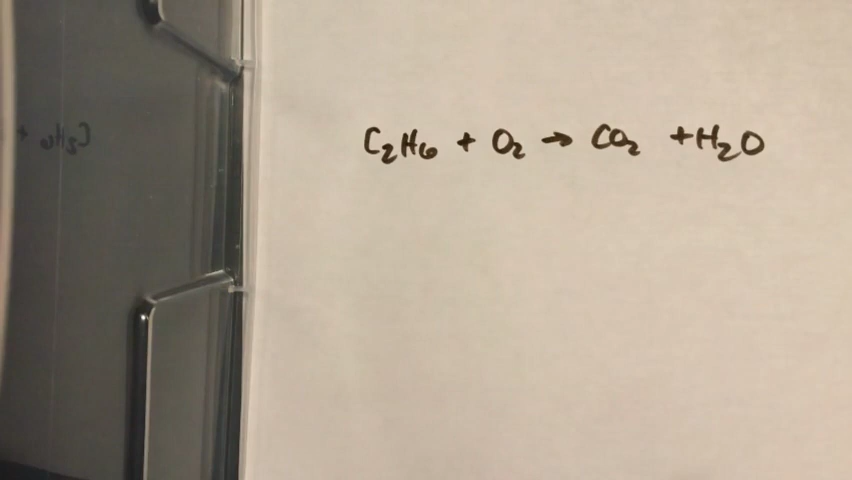 C₂H₆ + O₂ → CO₂ + H₂O